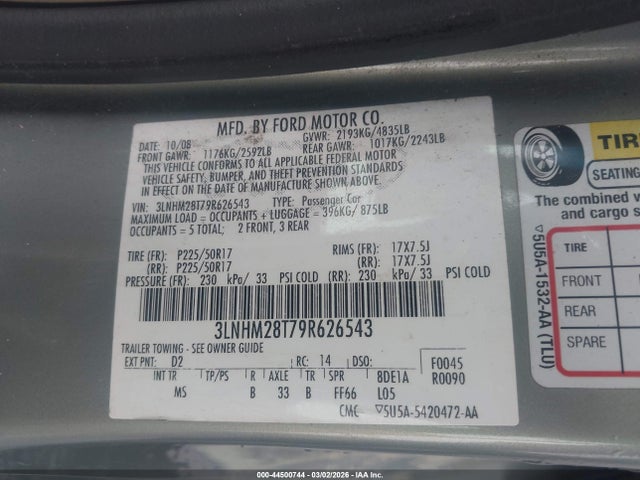 MFD. BY FORD MOTOR CO.
DATE: 10/08 GVWR: 2193KG/4835LB
FRONT GAWR: 1176KG/2592LB REAR GAWR: 1017KG/2243LB
THIS VEHICLE CONFORMS TO ALL APPLICABLE FEDERAL MOTOR
VEHICLE SAFETY, BUMPER, AND THEFT PREVENTION STANDARDS
IN EFFECT ON THE DATE OF MANUFACTURE SHOWN ABOVE.
VIN: 3LNHM28T79R626543 TYPE: Passenger Car
MAXIMUM LOAD = OCCUPANTS + LUGGAGE = 396KG/ 875LB
OCCUPANTS = 5 TOTAL: 2 FRONT, 3 REAR
TIRE (FR): P225/50R17 RIMS (FR): 17X7.5J
(RR): P225/50R17 (RR): 17X7.5J
PRESSURE (FR): 230 kPa/ 33 PSI COLD (RR): 230 kPa/ 33 PSI COLD
3LNHM28T79R626543
TRAILER TOWING - SEE OWNER GUIDE
EXT PNT: D2 RC: 14 DSO: F0045
INT TR TP/PS R AXLE TR SPR 8DE1A R0090
MS B 33 B FF66 L05
CMC ▽5U5A-5420472-AA
TIR
SEATING
The combined
and cargo s
TIRE
FRONT
REAR
SPARE
▽5U5A-1532-AA (TLU)
000-44500744 - 03/02/2026 - IAAI.CA